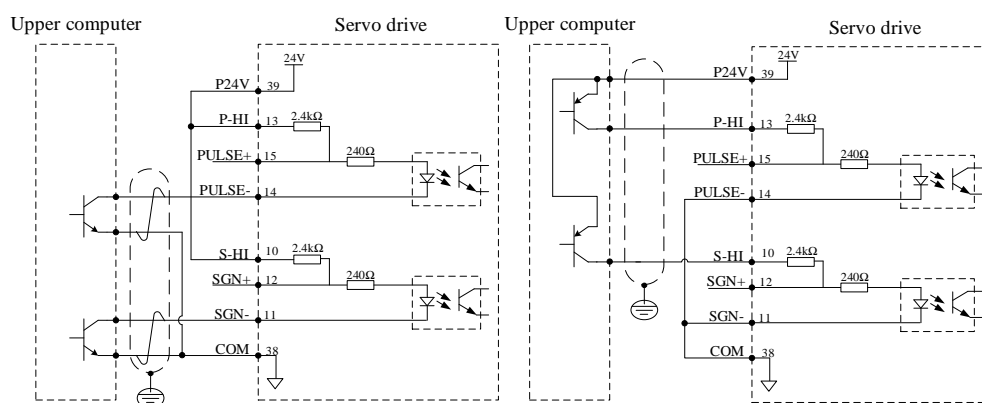 Upper computer
Servo drive
24V
P24V
39
P-HI
13
2.4kΩ
PULSE+
15
240Ω
PULSE-
14
S-HI
10
2.4kΩ
SGN+
12
240Ω
SGN-
11
COM
38
Upper computer
Servo drive
24V
P24V
39
P-HI
13
2.4kΩ
PULSE+
15
240Ω
PULSE-
14
S-HI
10
2.4kΩ
SGN+
12
240Ω
SGN-
11
COM
38